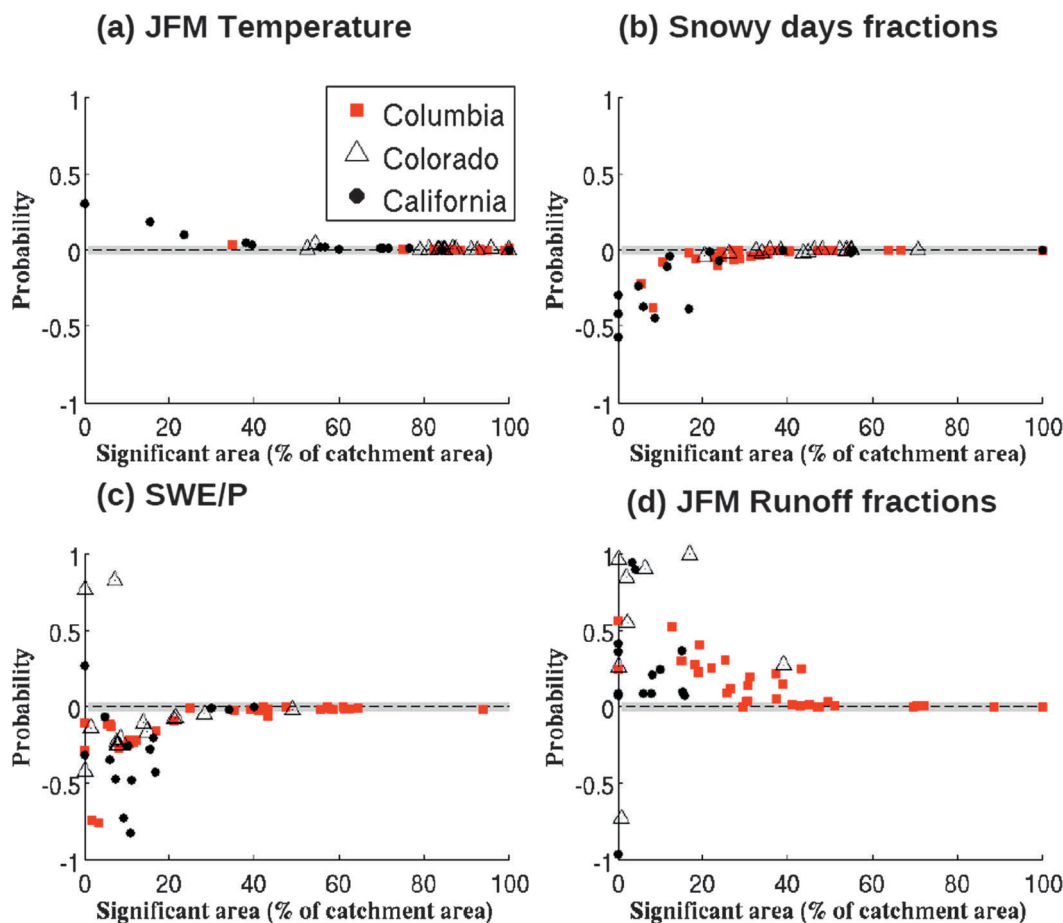 (a) JFM Temperature
(b) Snowy days fractions
Columbia
Colorado
California
Probability
1
0.5
0
-0.5
-1
0 20 40 60 80 100
Significant area (% of catchment area)
Probability
1
0.5
0
-0.5
-1
0 20 40 60 80 100
Significant area (% of catchment area)
(c) SWE/P
(d) JFM Runoff fractions
Probability
1
0.5
0
-0.5
-1
0 20 40 60 80 100
Significant area (% of catchment area)
Probability
1
0.5
0
-0.5
-1
0 20 40 60 80 100
Significant area (% of catchment area)